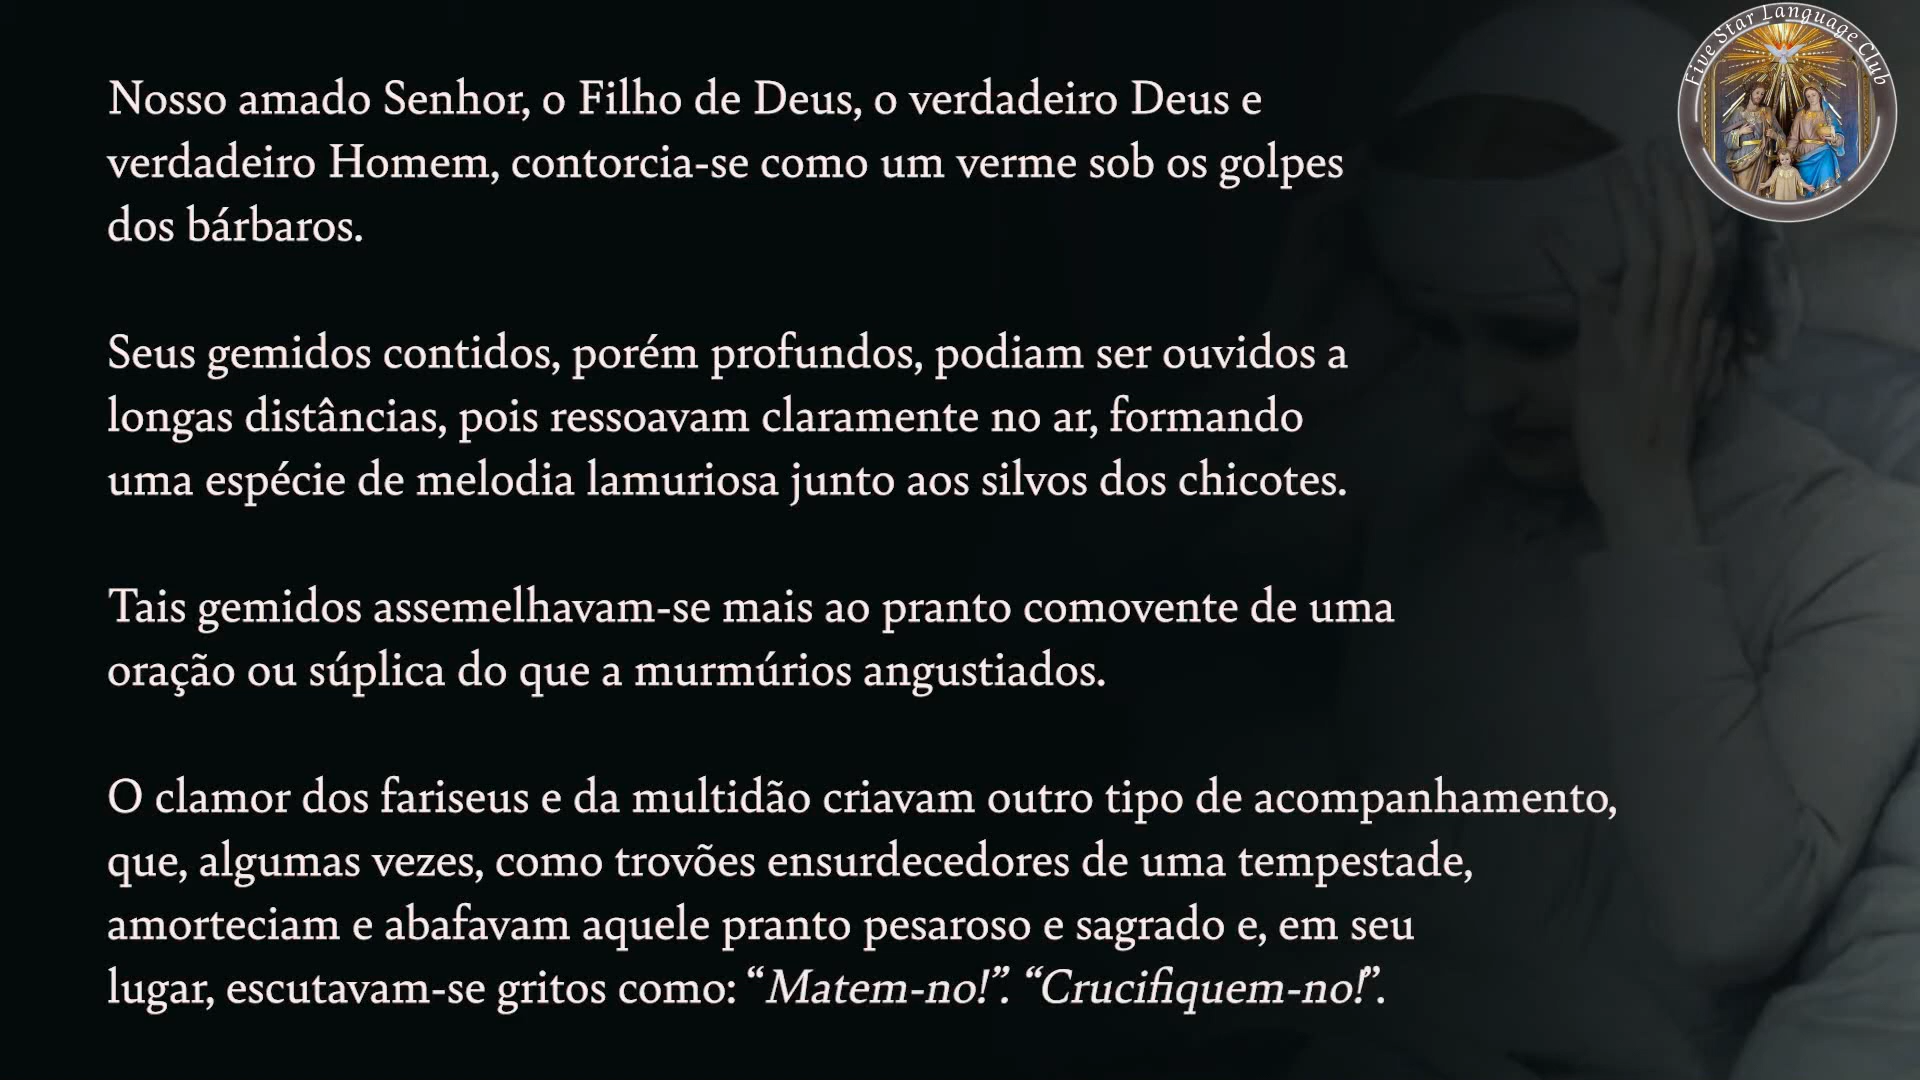 Five Star Language Club
Nosso amado Senhor, o Filho de Deus, o verdadeiro Deus e
verdadeiro Homem, contorcia-se como um verme sob os golpes
dos bárbaros.
Seus gemidos contidos, porém profundos, podiam ser ouvidos a
longas distâncias, pois ressoavam claramente no ar, formando
uma espécie de melodia lamuriosa junto aos silvos dos chicotes.
Tais gemidos assemelhavam-se mais ao pranto comovente de uma
oração ou súplica do que a murmúrios angustiados.
O clamor dos fariseus e da multidão criavam outro tipo de acompanhamento,
que, algumas vezes, como trovões ensurdecedores de uma tempestade,
amorteciam e abafavam aquele pranto pesaroso e sagrado e, em seu
lugar, escutavam-se gritos como: “Matem-no!”. “Crucifiquem-no!”.